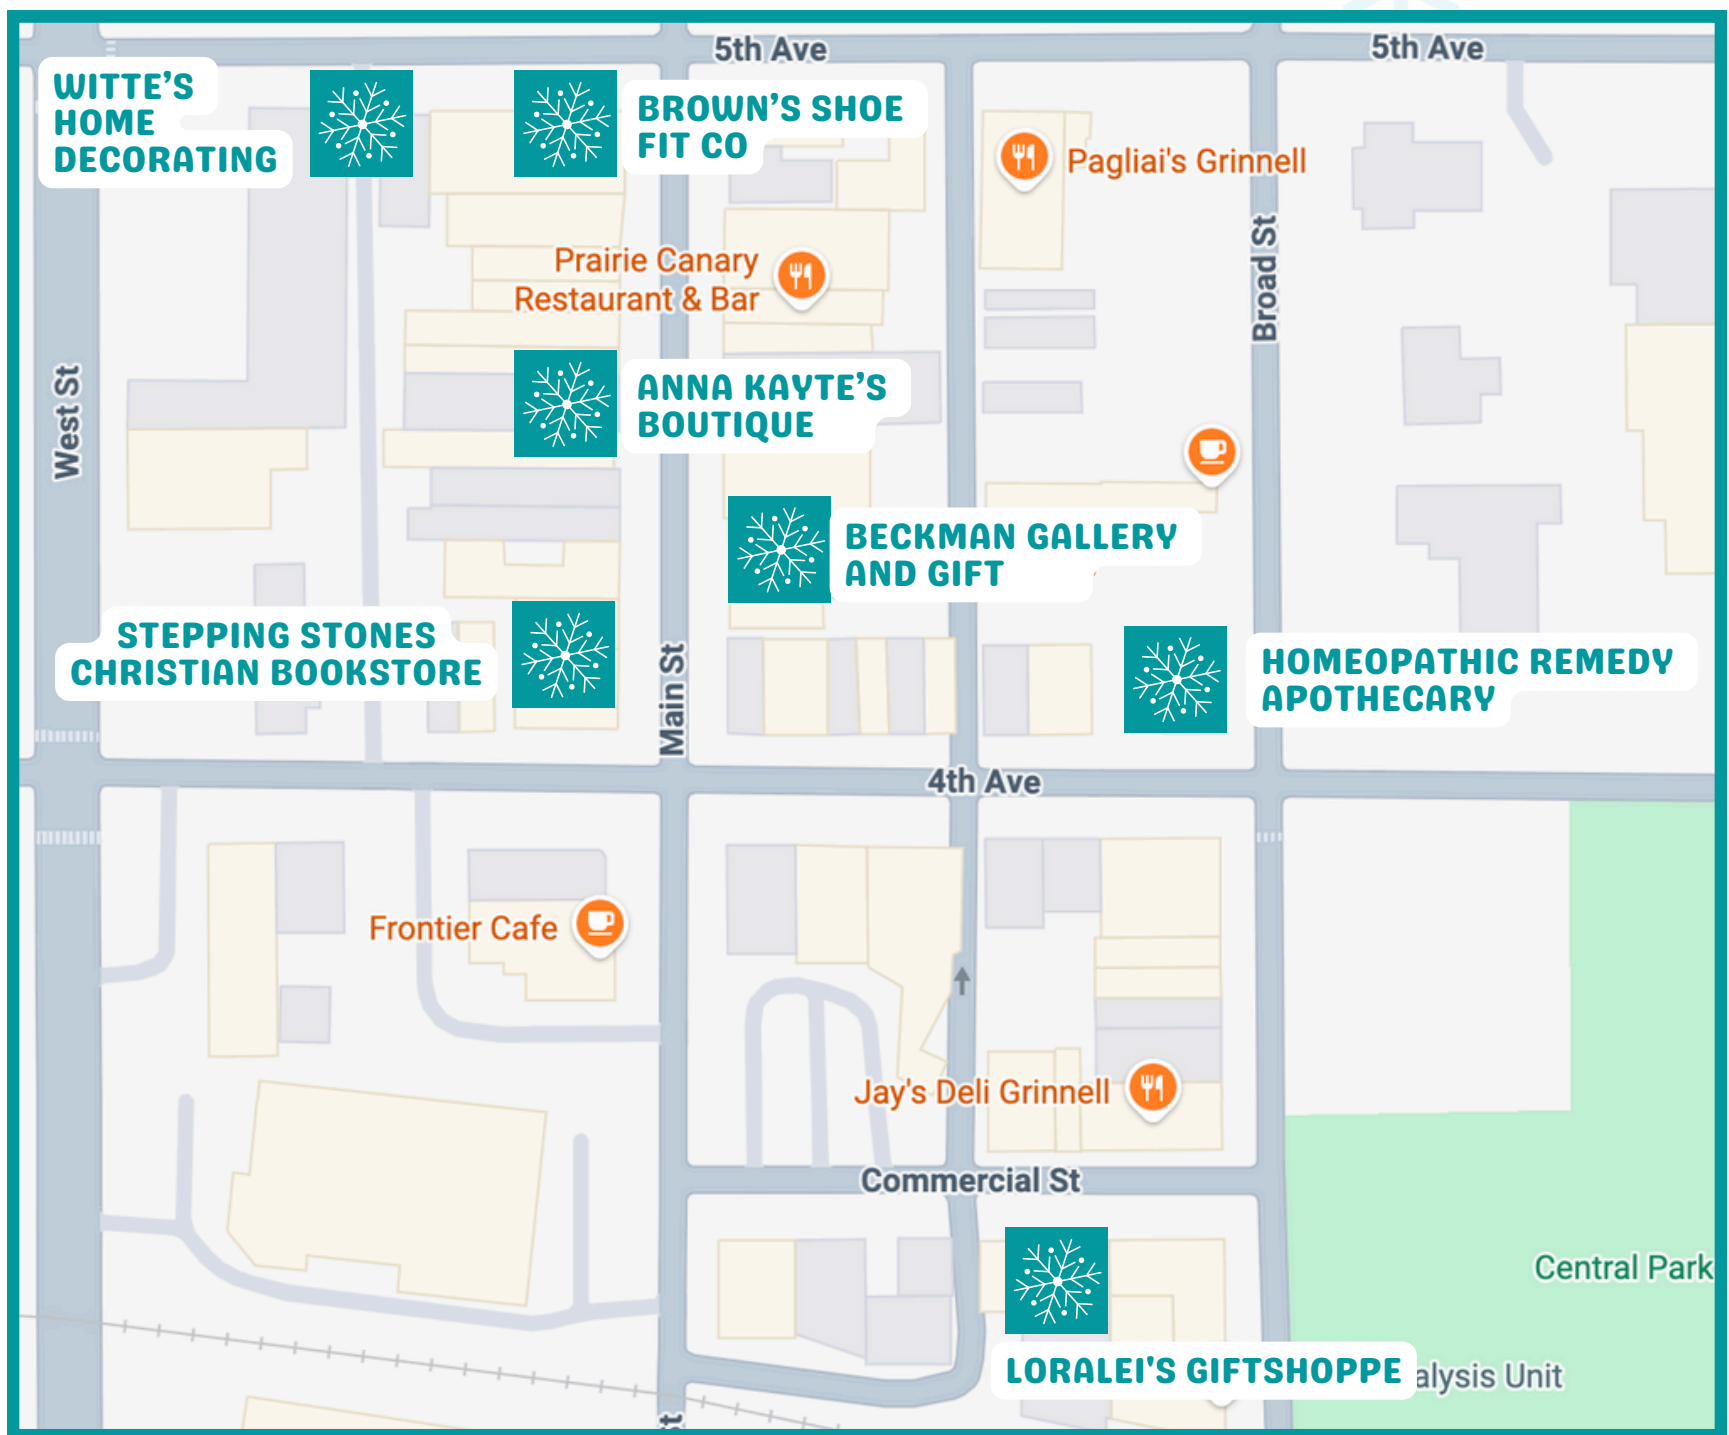 5th Ave
5th Ave
WITTE'S
HOME
DECORATING
BROWN'S SHOE
FIT CO
Pagliai's Grinnell
Prairie Canary
Restaurant & Bar
Broad St
West St
ANNA KAYTE'S
BOUTIQUE
BECKMAN GALLERY
AND GIFT
STEPPING STONES
CHRISTIAN BOOKSTORE
Main St
HOMEOPATHIC REMEDY
APOTHECARY
4th Ave
Frontier Cafe
Jay's Deli Grinnell
Commercial St
Central Park
LORALEI'S GIFTSHOPPE
alysis Unit
st